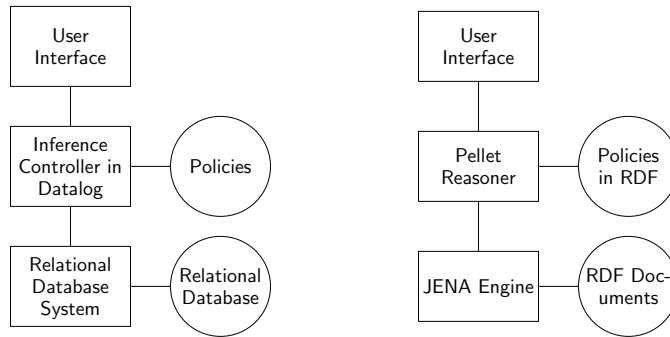 User
Interface
Inference
Controller in
Datalog
Policies
Relational
Database
System
Relational
Database
User
Interface
Pellet
Reasoner
Policies
in RDF
JENA Engine
RDF Doc-
uments